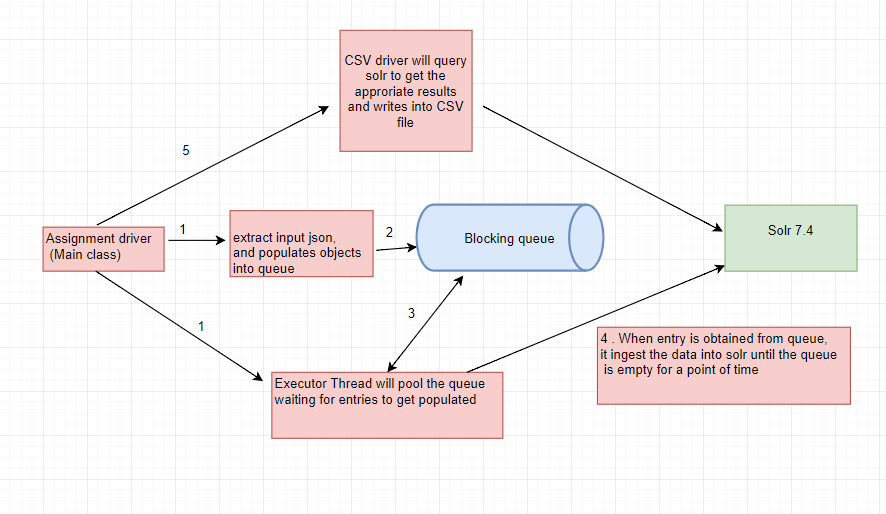 CSV driver will query
solr to get the
approriate results
and writes into CSV
file
5
Assignment driver
(Main class)
1
extract input json,
and populates objects
into queue
2
Blocking queue
Solr 7.4
1
3
Executor Thread will pool the queue
waiting for entries to get populated
4 . When entry is obtained from queue,
it ingest the data into solr until the queue
is empty for a point of time